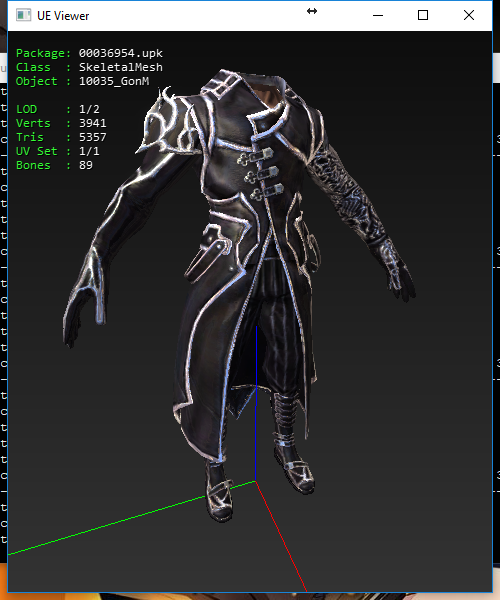 UE Viewer
Package: 00036954.upk
Class : SkeletalMesh
Object : 10035_GonM
LOD : 1/2
Verts : 3941
Tris : 5357
UV Set : 1/1
Bones : 89